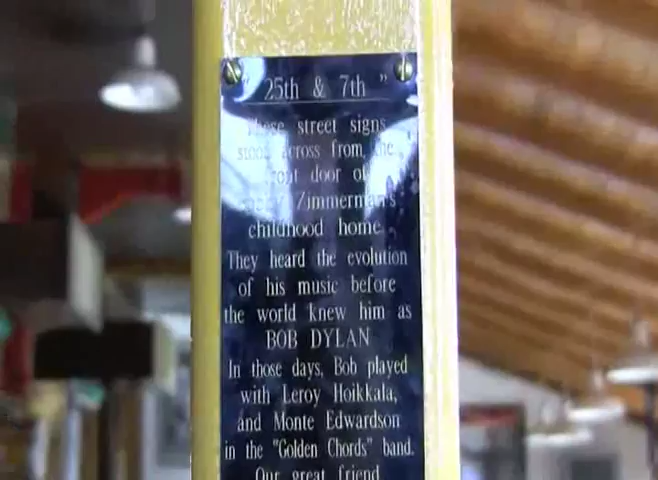 " 25th & 7th "
These street signs
stood across from the
front door of
Zimmerman's
childhood home.
They heard the evolution
of his music before
the world knew him as
BOB DYLAN
In those days, Bob played
with Leroy Hoikkala,
and Monte Edwardson
in the "Golden Chords" band.
Our great friend